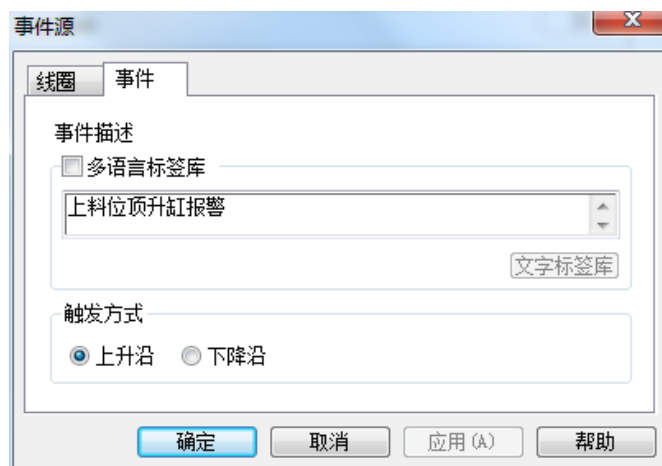 事件源
线圈
事件
事件描述
多语言标签库
上料位顶升缸报警
文字标签库
触发方式
上升沿
下降沿
确定
取消
应用(A)
帮助